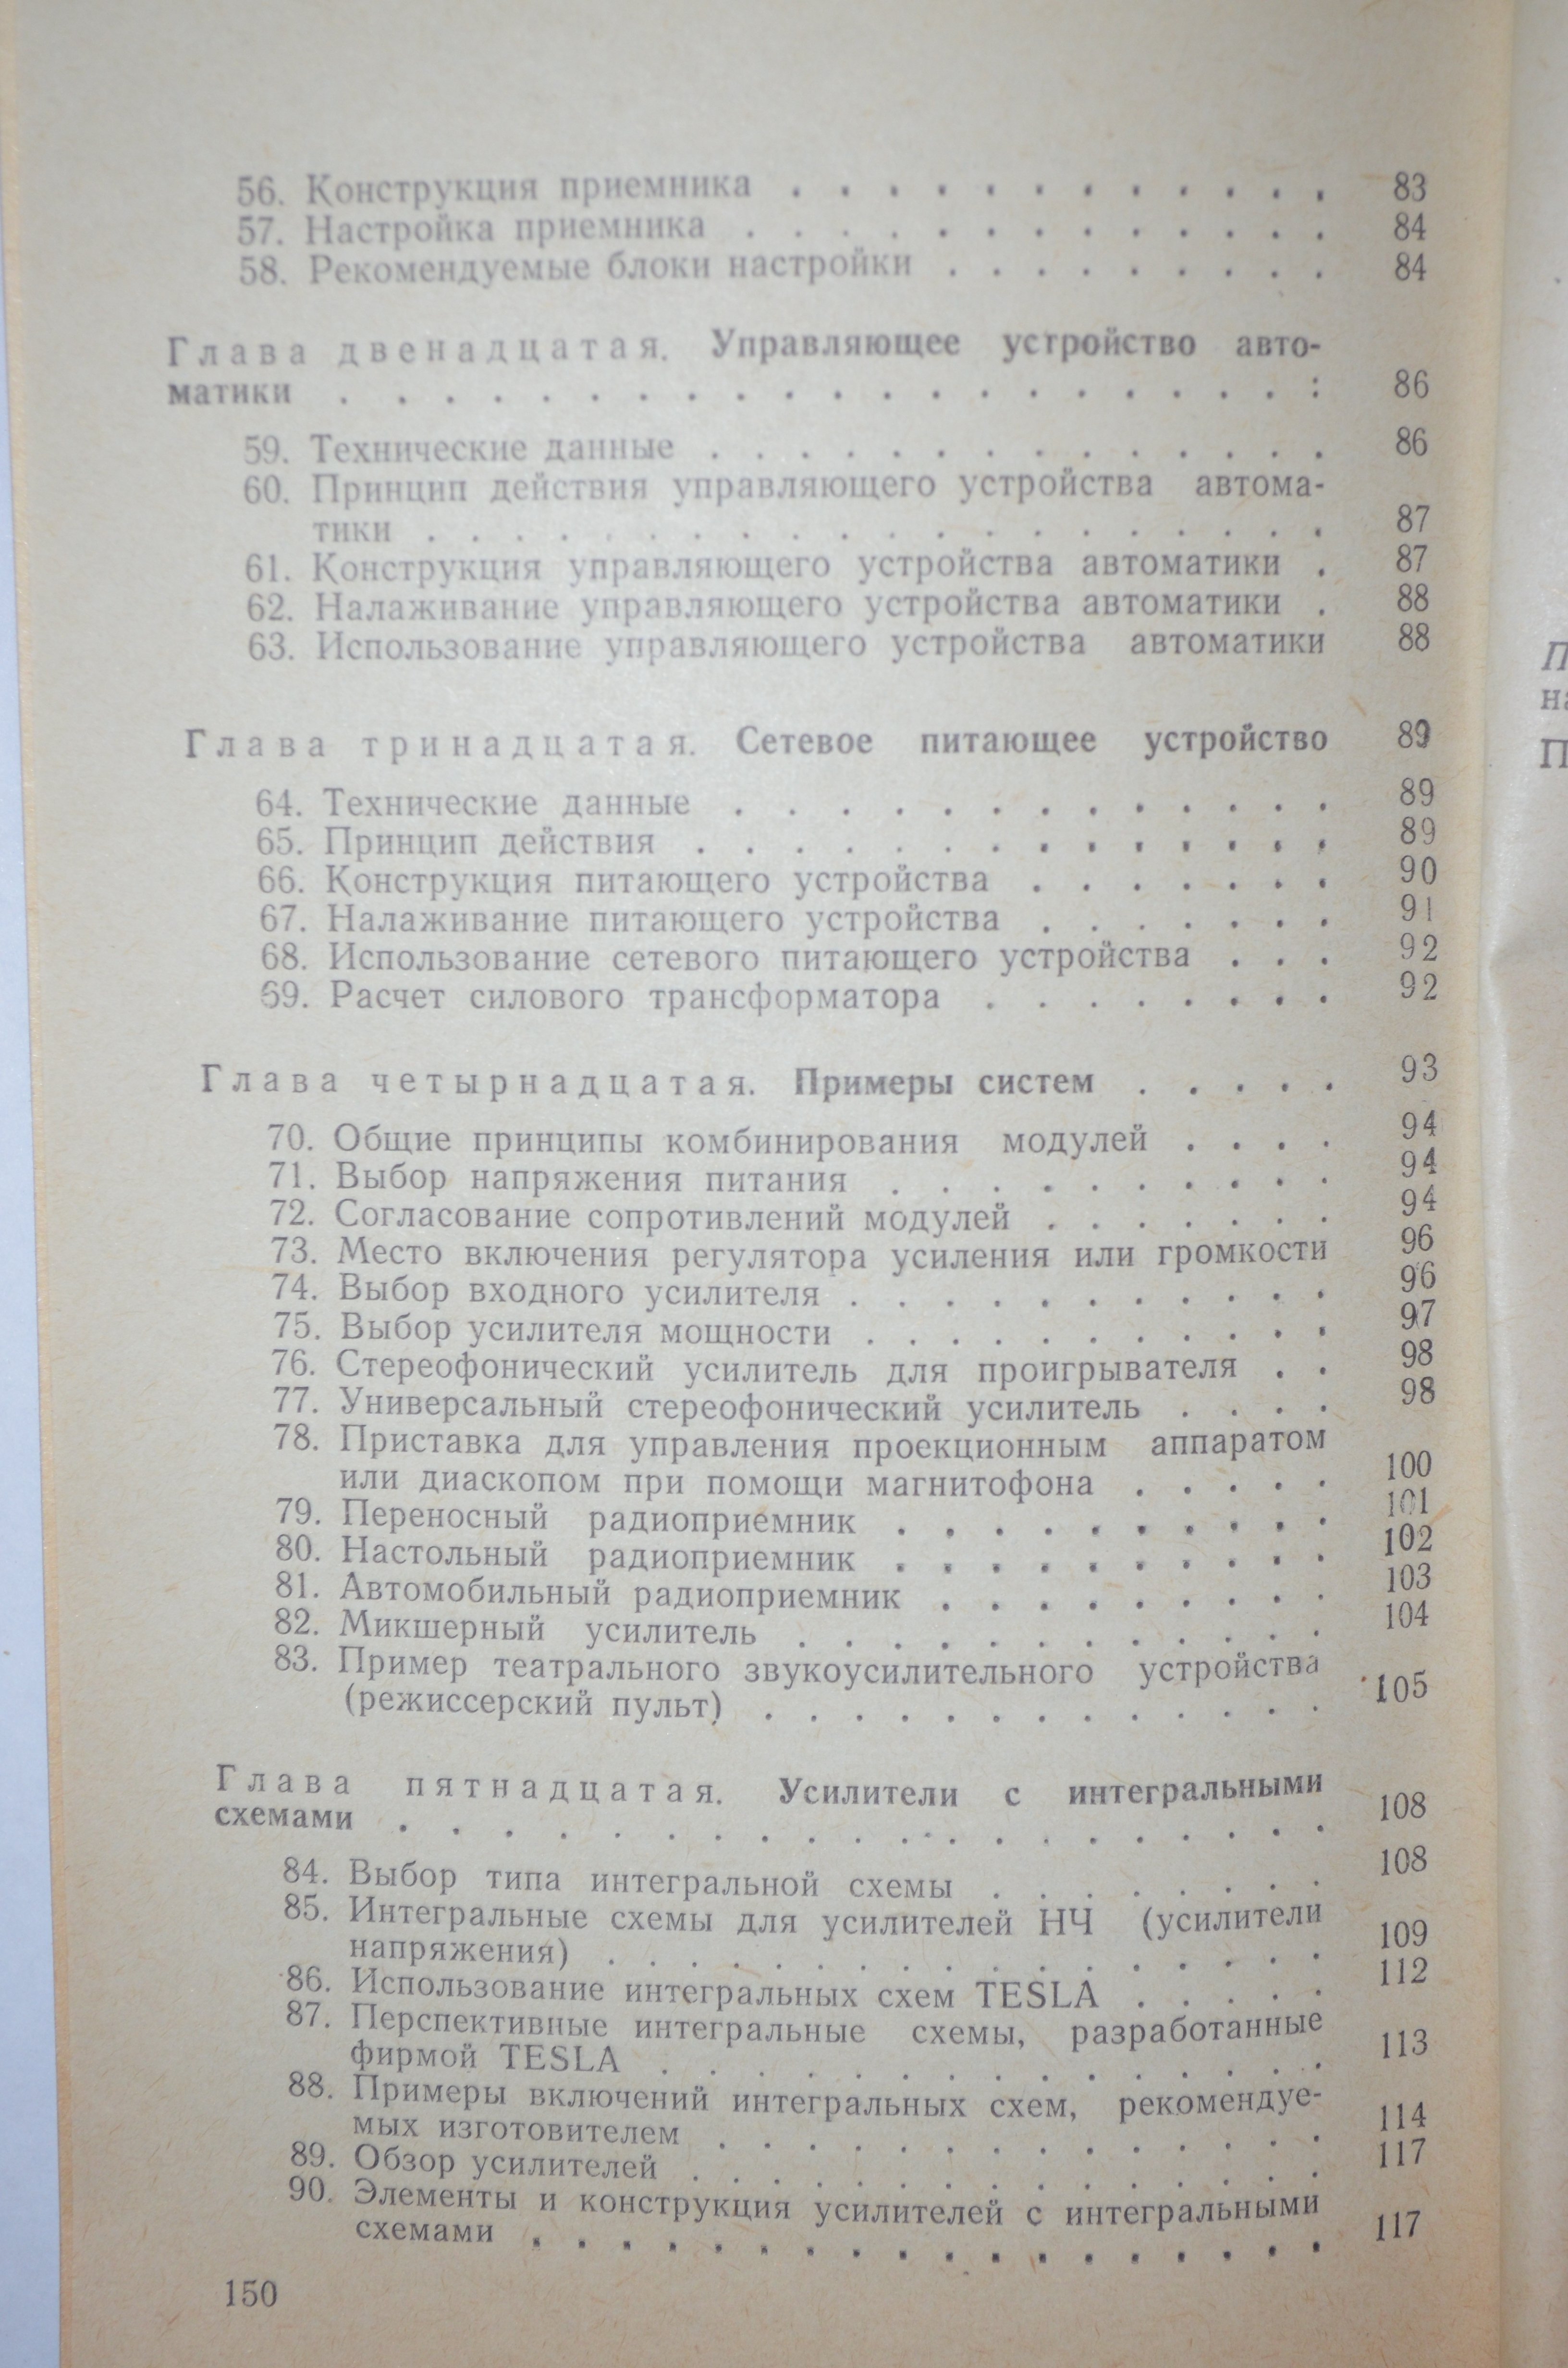 56. Конструкция приемника . . . . . . . . . . . . 83
57. Настройка приемника . . . . . . . . . . . . . 84
58. Рекомендуемые блоки настройки . . . . . . . . . 84
Глава двенадцатая. Управляющее устройство авто-
матики . . . . . . . . . . . . . . . . . . . . : 86
59. Технические данные . . . . . . . . . . . . . 86
60. Принцип действия управляющего устройства автома-
тики . . . . . . . . . . . . . . . . . . 87
61. Конструкция управляющего устройства автоматики . 87
62. Налаживание управляющего устройства автоматики . 88
63. Использование управляющего устройства автоматики 88
Глава тринадцатая. Сетевое питающее устройство 89
64. Технические данные . . . . . . . . . . . . 89
65. Принцип действия . . . . . . . . . . . . . 89
66. Конструкция питающего устройства . . . . . . . 90
67. Налаживание питающего устройства . . . . . . . 91
68. Использование сетевого питающего устройства . . . 92
69. Расчет силового трансформатора . . . . . . . . 92
Глава четырнадцатая. Примеры систем . . . . . 93
70. Общие принципы комбинирования модулей . . . . 94
71. Выбор напряжения питания . . . . . . . . . . 94
72. Согласование сопротивлений модулей . . . . . . . 94
73. Место включения регулятора усиления или громкости 96
74. Выбор входного усилителя . . . . . . . . . . . 96
75. Выбор усилителя мощности . . . . . . . . . . . 97
76. Стереофонический усилитель для проигрывателя . . 98
77. Универсальный стереофонический усилитель . . . . 98
78. Приставка для управления проекционным аппаратом
или диаскопом при помощи магнитофона . . . . . 100
79. Переносный радиоприемник . . . . . . . . . . 101
80. Настольный радиоприемник . . . . . . . . . . 102
81. Автомобильный радиоприемник . . . . . . . . . 103
82. Микшерный усилитель . . . . . . . . . . . . 104
83. Пример театрального звукоусилительного устройства
(режиссерский пульт) . . . . . . . . . . . . . 105
Глава пятнадцатая. Усилители с интегральными
схемами . . . . . . . . . . . . . . . . . . . 108
84. Выбор типа интегральной схемы . . . . . . . . 108
85. Интегральные схемы для усилителей НЧ (усилители
напряжения) . . . . . . . . . . . . . . . . . 109
86. Использование интегральных схем TESLA . . . . . 112
87. Перспективные интегральные схемы, разработанные
фирмой TESLA . . . . . . . . . . . . . . . 113
88. Примеры включений интегральных схем, рекомендуе-
мых изготовителем . . . . . . . . . . . . . . 114
89. Обзор усилителей . . . . . . . . . . . . . . . 117
90. Элементы и конструкция усилителей с интегральными
схемами . . . . . . . . . . . . . . . . . . 117
150